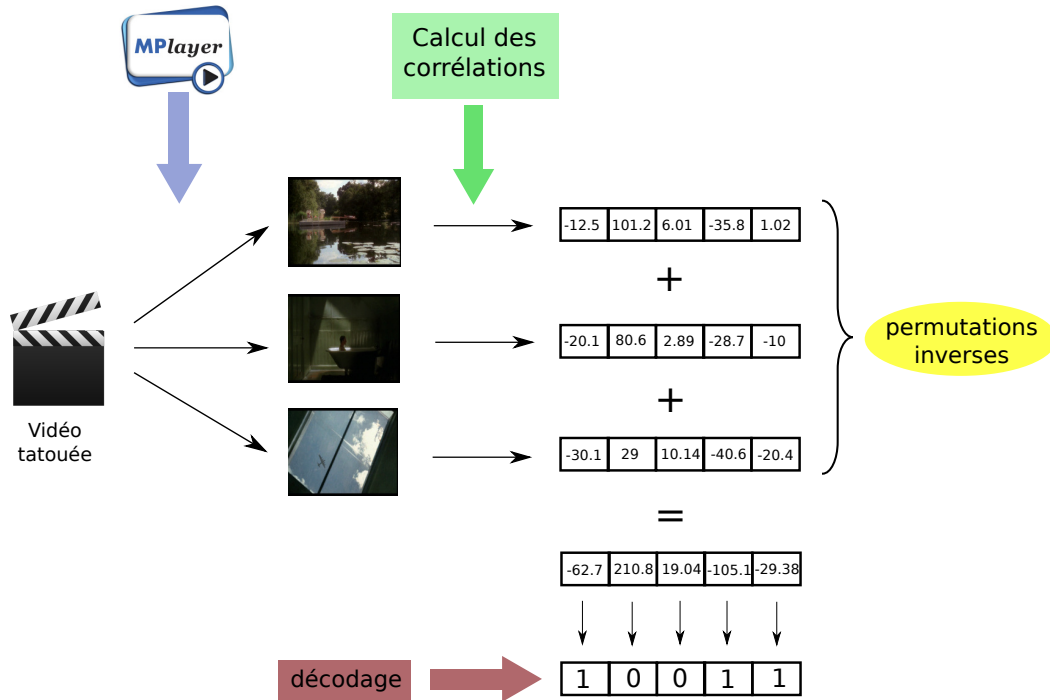 MPlayer
Calcul des
corrélations
-12.5 101.2 6.01 -35.8 1.02
+
-20.1 80.6 2.89 -28.7 -10
+
-30.1 29 10.14 -40.6 -20.4
=
-62.7 210.8 19.04 -105.1 -29.38
1 0 0 1 1
permutations
inverses
Vidéo
tatouée
décodage